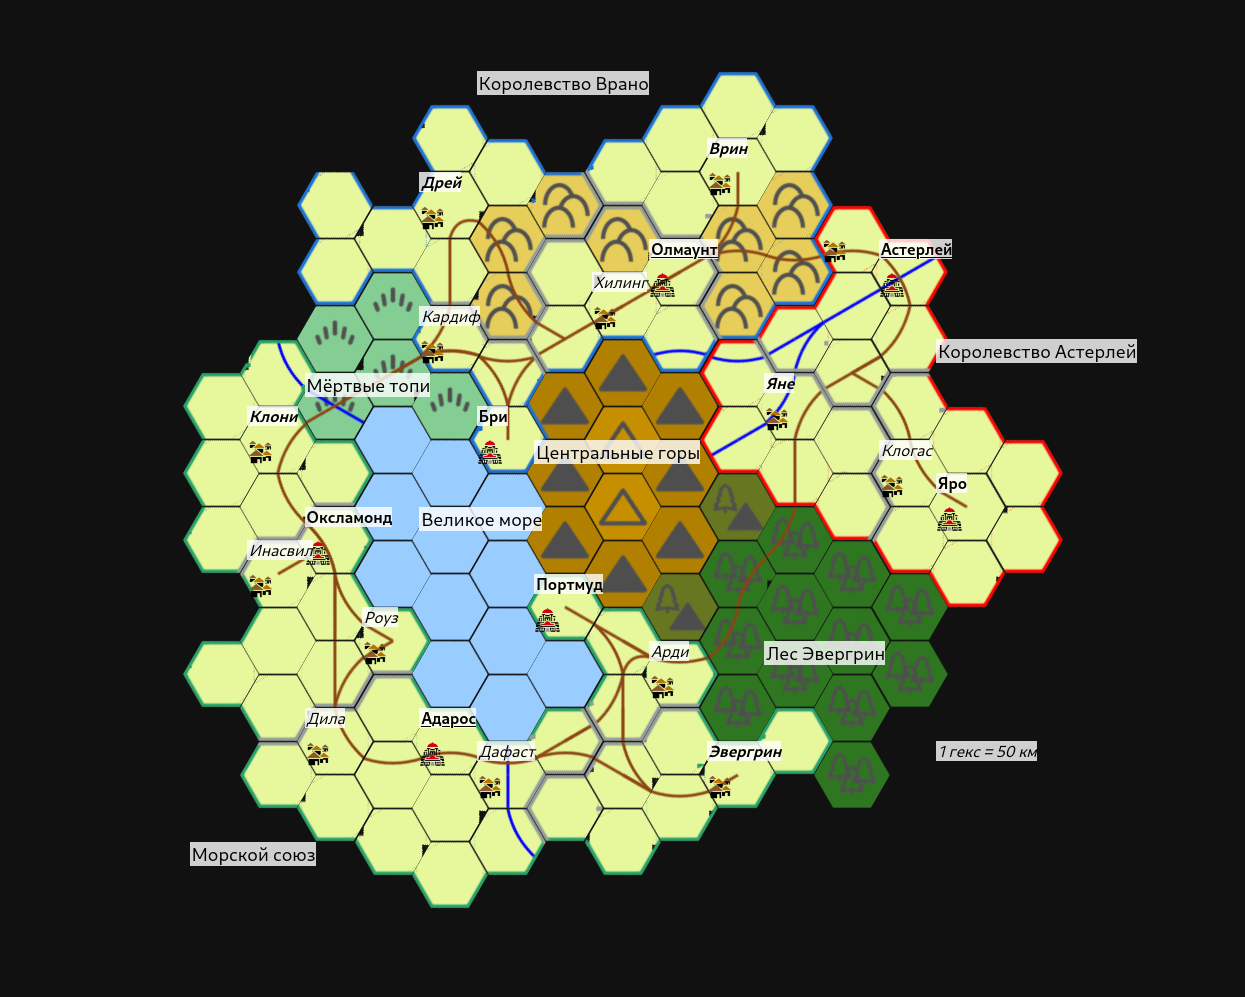 Королевство Врано
Врин
Дрей
Олмаунт
Астерлей
Хилинг
Кардиф
Королевство Астерлей
Мёртвые топи
Яне
Клони
Бри
Центральные горы
Клогас
Яро
Оксламонд
Великое море
Инасвил
Портмуд
Роуз
Арди
Лес Эвергрин
Дила
Адарос
Дафаст
Эвергрин
1 гекс = 50 км
Морской союз